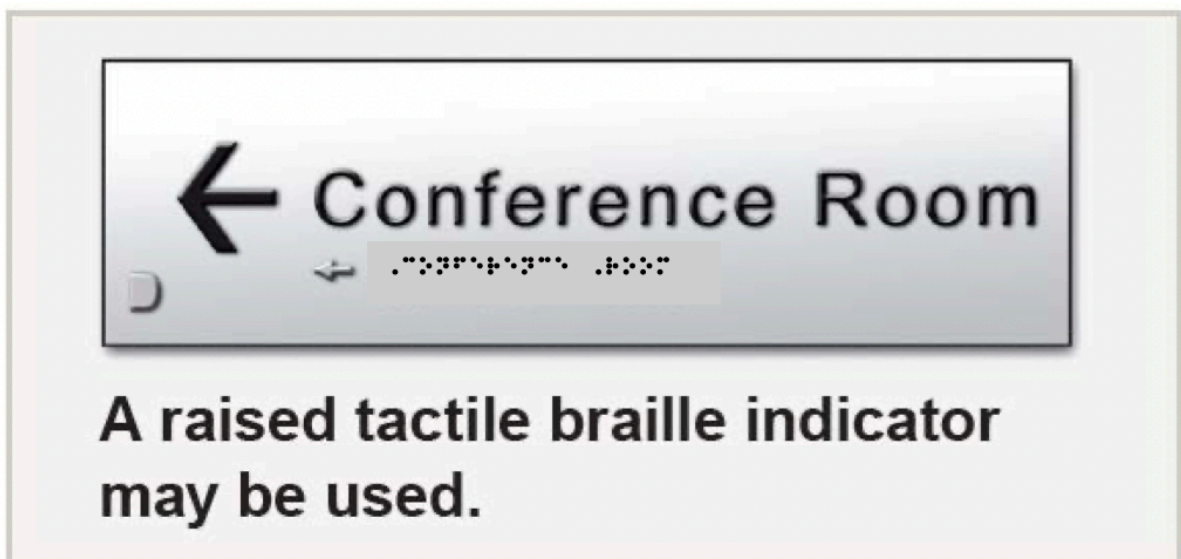 ← Conference Room
← ⠠⠉⠕⠝⠋⠑⠗⠑⠝⠉⠑ ⠠⠗⠕⠕⠍
A raised tactile braille indicator
may be used.